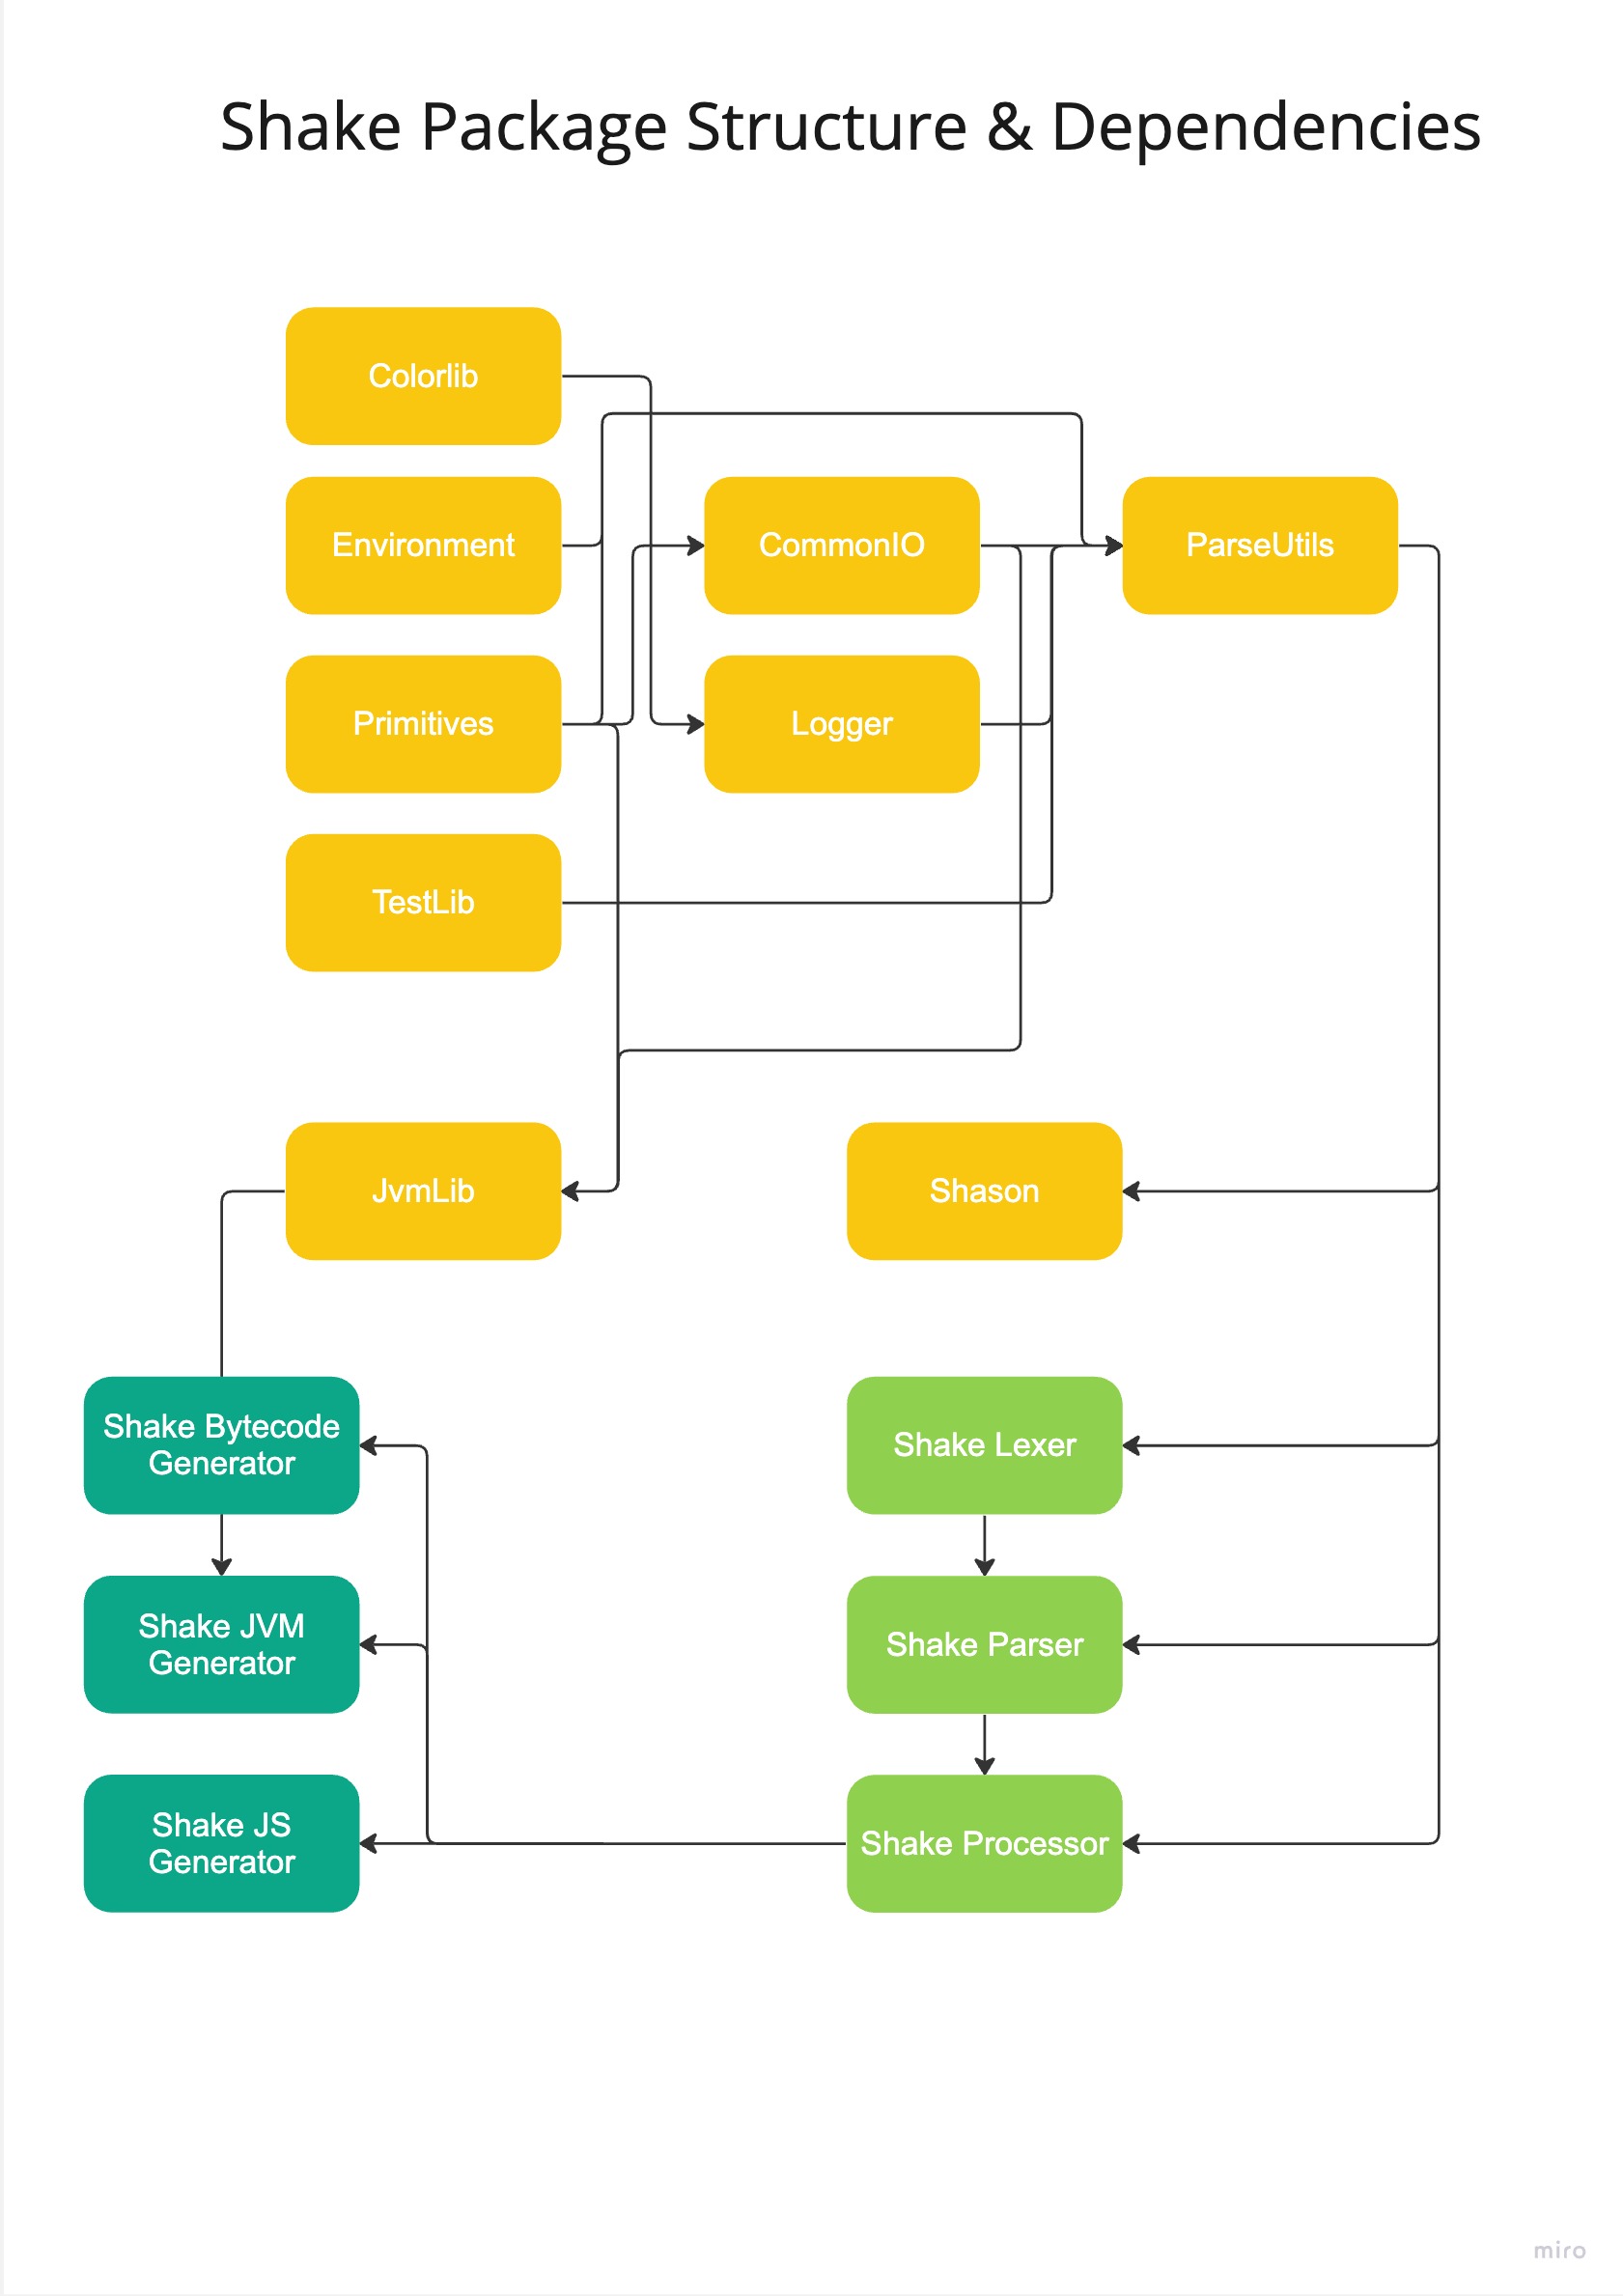 Shake Package Structure & Dependencies
Colorlib
Environment
CommonIO
ParseUtils
Primitives
Logger
TestLib
JvmLib
Shason
Shake Bytecode
Generator
Shake Lexer
Shake JVM
Generator
Shake Parser
Shake JS
Generator
Shake Processor
miro